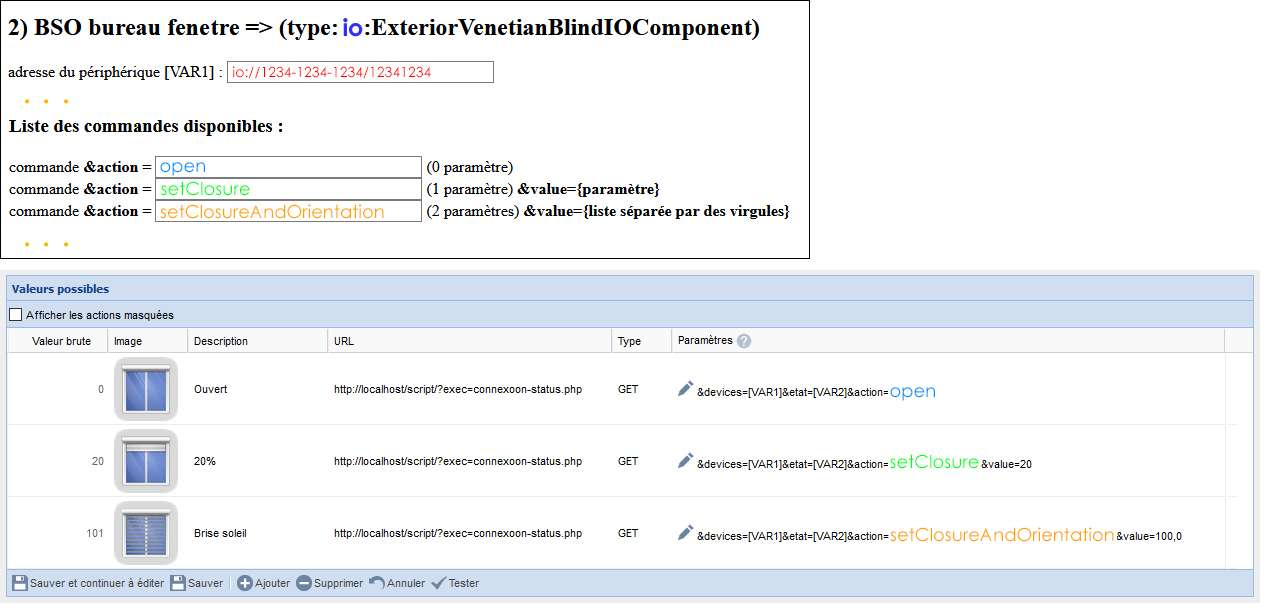 2) BSO bureau fenetre => (type: io:ExteriorVenetianBlindIOComponent)
adresse du périphérique [VAR1] : io://1234-1234-1234/12341234
. . .
Liste des commandes disponibles :
commande &action = open (0 paramètre)
commande &action = setClosure (1 paramètre) &value={paramètre}
commande &action = setClosureAndOrientation (2 paramètres) &value={liste séparée par des virgules}
. . .
Valeurs possibles
Afficher les actions masquées
Valeur brute Image Description URL Type Paramètres ?
0 Ouvert http://localhost/script/?exec=connexoon-status.php GET &devices=[VAR1]&etat=[VAR2]&action=open
20 20% http://localhost/script/?exec=connexoon-status.php GET &devices=[VAR1]&etat=[VAR2]&action=setClosure &value=20
101 Brise soleil http://localhost/script/?exec=connexoon-status.php GET &devices=[VAR1]&etat=[VAR2]&action=setClosureAndOrientation &value=100,0
Sauver et continuer à éditer Sauver Ajouter Supprimer Annuler Tester